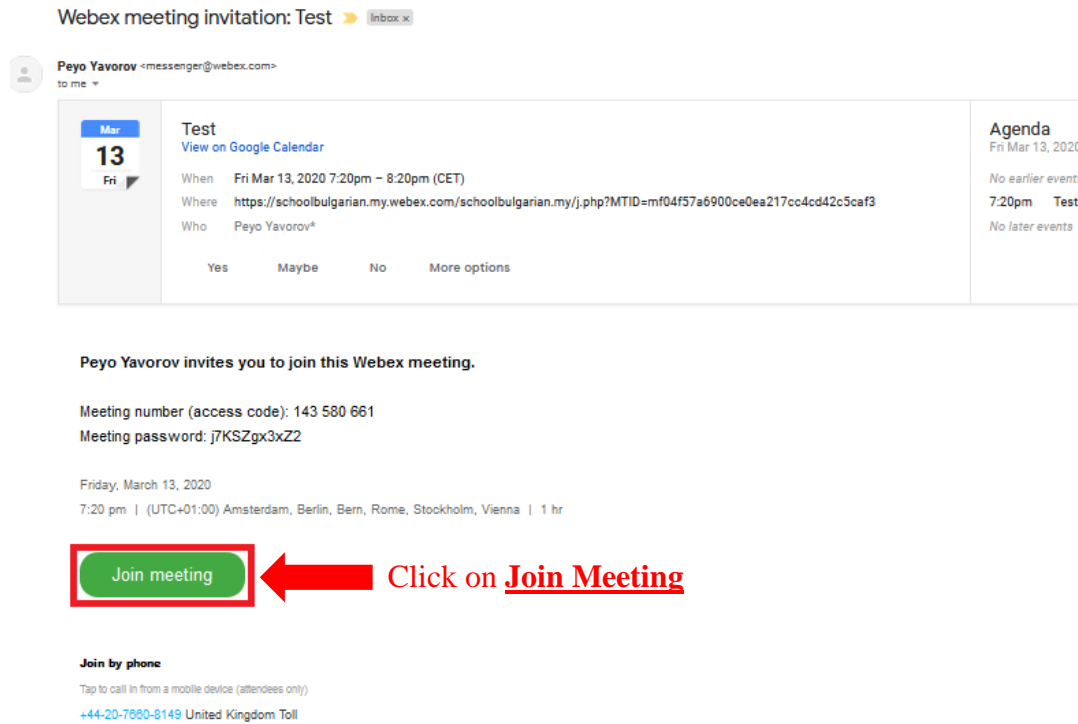 Webex meeting invitation: Test
Inbox x
Peyo Yavorov <messenger@webex.com>
to me
Mar
13
Fri
Test
View on Google Calendar
When Fri Mar 13, 2020 7:20pm – 8:20pm (CET)
Where https://schoolbulgarian.my.webex.com/schoolbulgarian.my/j.php?MTID=mf04f57a6900ce0ea217cc4cd42c5caf3
Who Peyo Yavorov*
Yes Maybe No More options
Agenda
Fri Mar 13, 2020
No earlier events
7:20pm Test
No later events
Peyo Yavorov invites you to join this Webex meeting.
Meeting number (access code): 143 580 661
Meeting password: j7KSZgx3xZ2
Friday, March 13, 2020
7:20 pm | (UTC+01:00) Amsterdam, Berlin, Bern, Rome, Stockholm, Vienna | 1 hr
Join meeting
Click on Join Meeting
Join by phone
Tap to call in from a mobile device (attendees only)
+44-20-7660-8149 United Kingdom Toll